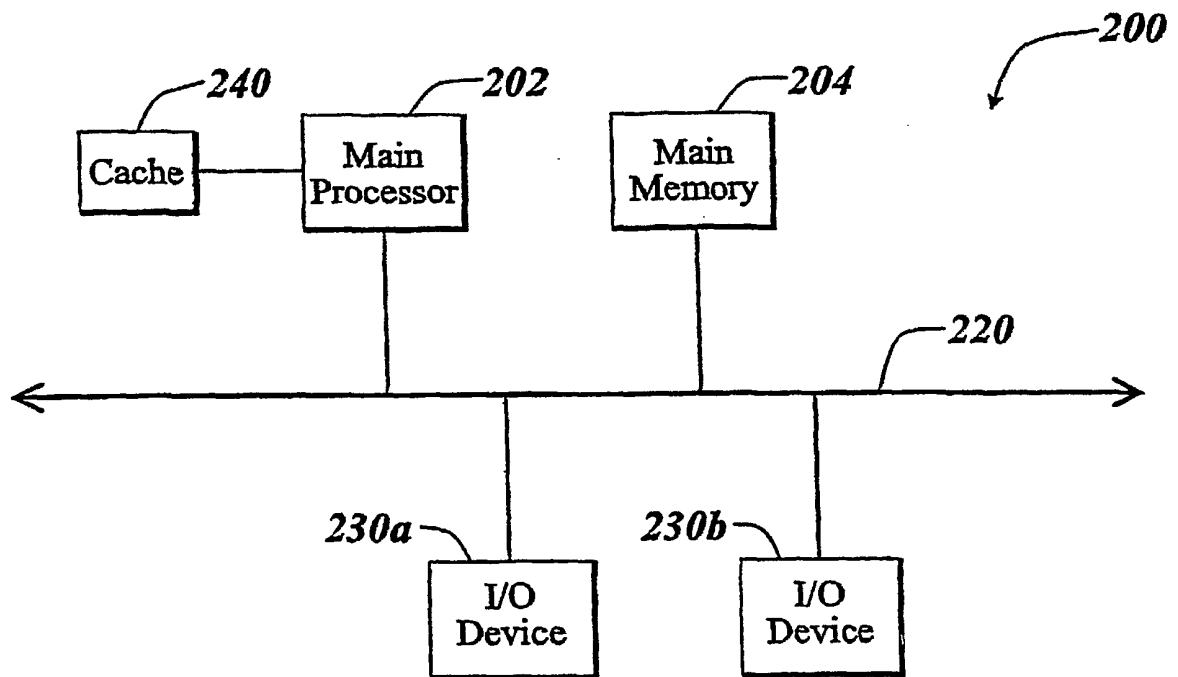 200
240
202
204
Cache
Main
Processor
Main
Memory
220
230a
230b
I/O
Device
I/O
Device